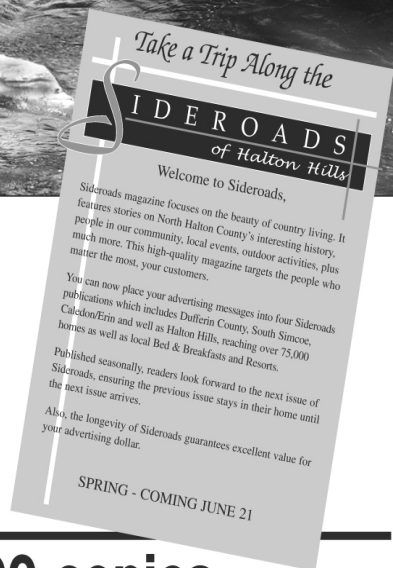 Take a Trip Along the
SIDEROADS
of Halton Hills
Welcome to Sideroads,
Sideroads magazine focuses on the beauty of country living. It
features stories on North Halton County's interesting history,
people in our community, local events, outdoor activities, plus
much more. This high-quality magazine targets the people who
matter the most, your customers.
You can now place your advertising messages into four Sideroads
publications which includes Dufferin County, South Simcoe,
Caledon/Erin and well as Halton Hills, reaching over 75,000
homes as well as local Bed & Breakfasts and Resorts.
Published seasonally, readers look forward to the next issue of
Sideroads, ensuring the previous issue stays in their home until
the next issue arrives.
Also, the longevity of Sideroads guarantees excellent value for
your advertising dollar.
SPRING - COMING JUNE 21
copies